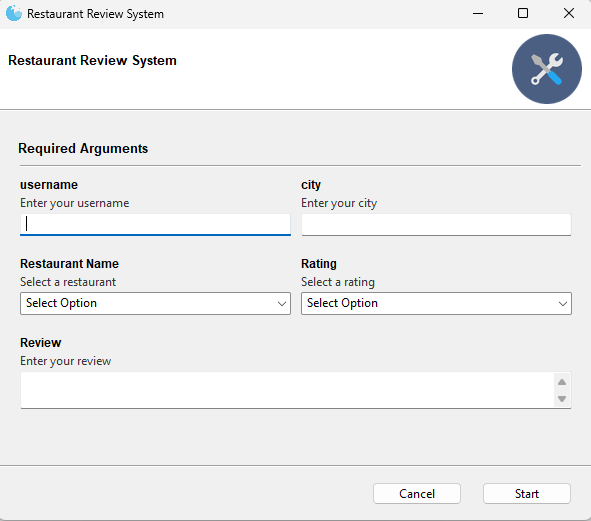 Restaurant Review System
Restaurant Review System
Required Arguments
username
Enter your username
city
Enter your city
Restaurant Name
Select a restaurant
Select Option
Rating
Select a rating
Select Option
Review
Enter your review
Cancel
Start